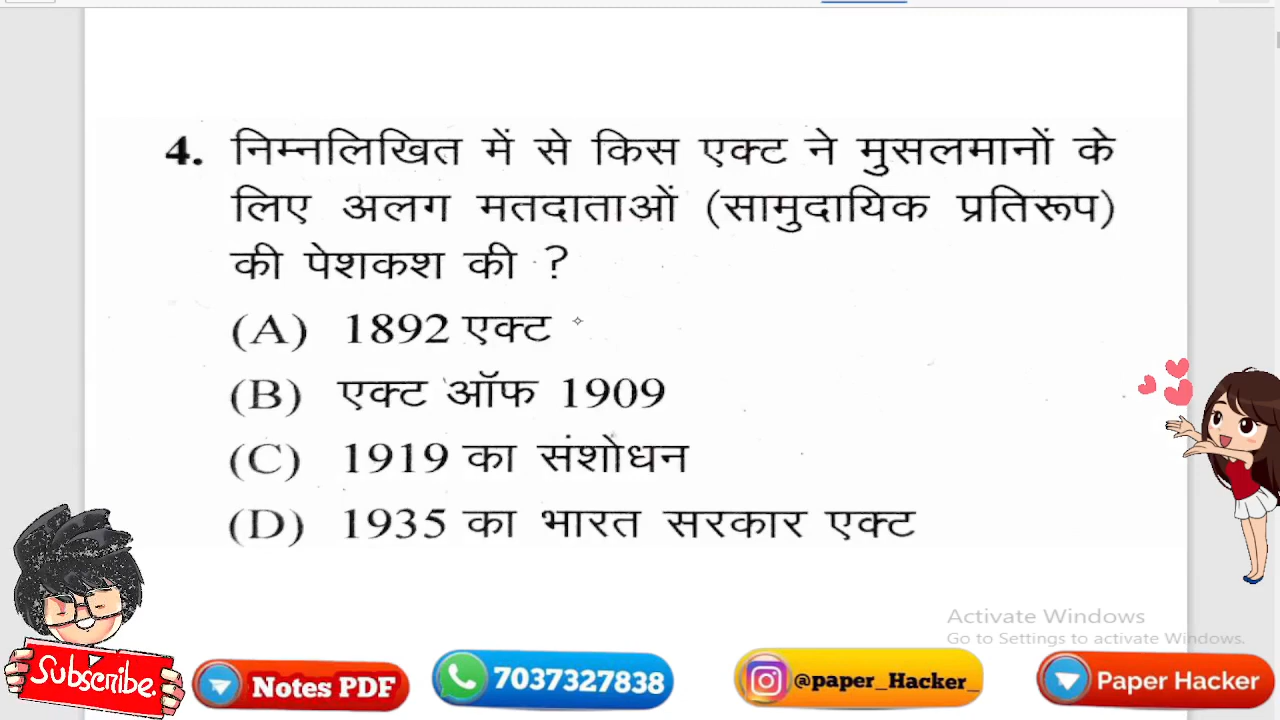 4. निम्नलिखित में से किस एक्ट ने मुसलमानों के
लिए अलग मतदाताओं (सामुदायिक प्रतिरूप)
की पेशकश की ?
(A) 1892 एक्ट
(B) एक्ट ऑफ 1909
(C) 1919 का संशोधन
(D) 1935 का भारत सरकार एक्ट
Activate Windows
Go to Settings to activate Windows.
Subscribe.
Notes PDF
7037327838
@paper_Hacker_
Paper Hacker